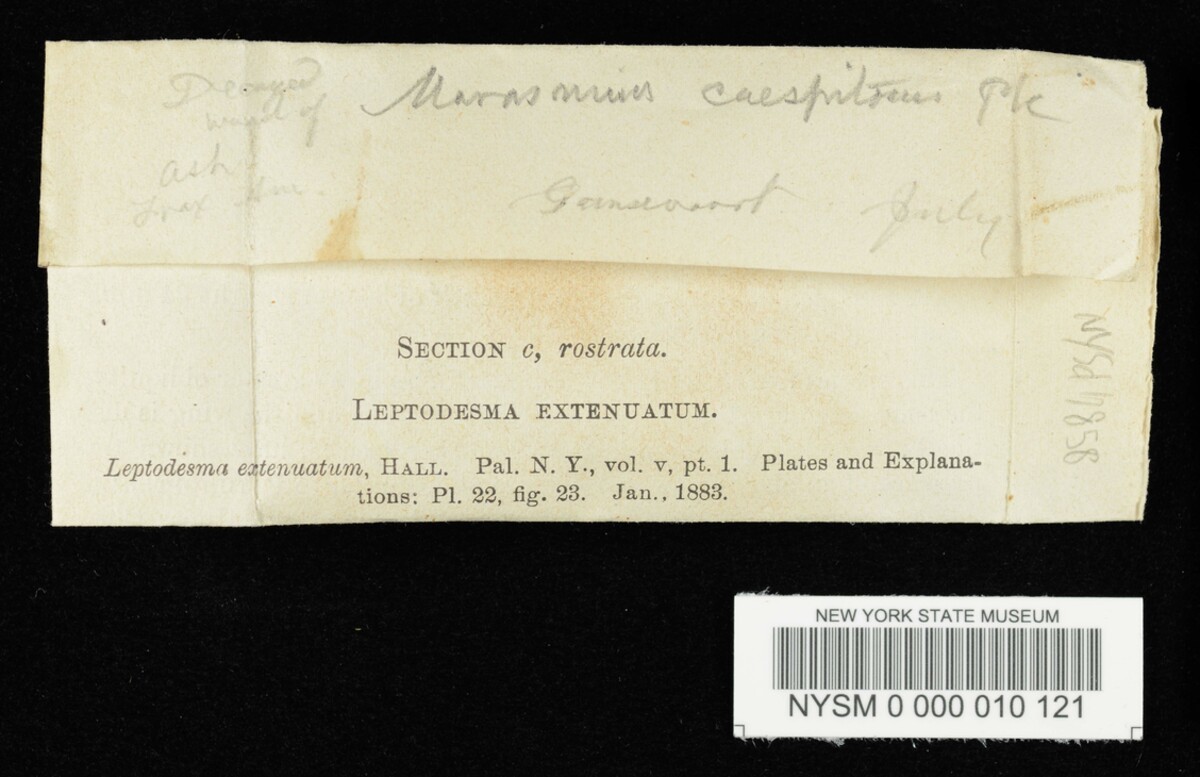 Decayed
wood of
ash
Frax Am.
Marasmius caespitosus Pk
Gansevoort July
SECTION c, rostrata.
LEPTODESMA EXTENUATUM.
Leptodesma extenuatum, HALL. Pal. N. Y., vol. v, pt. 1. Plates and Explana-
tions: Pl. 22, fig. 23. Jan., 1883.
NYSf4858
NEW YORK STATE MUSEUM
NYSM 0 000 010 121